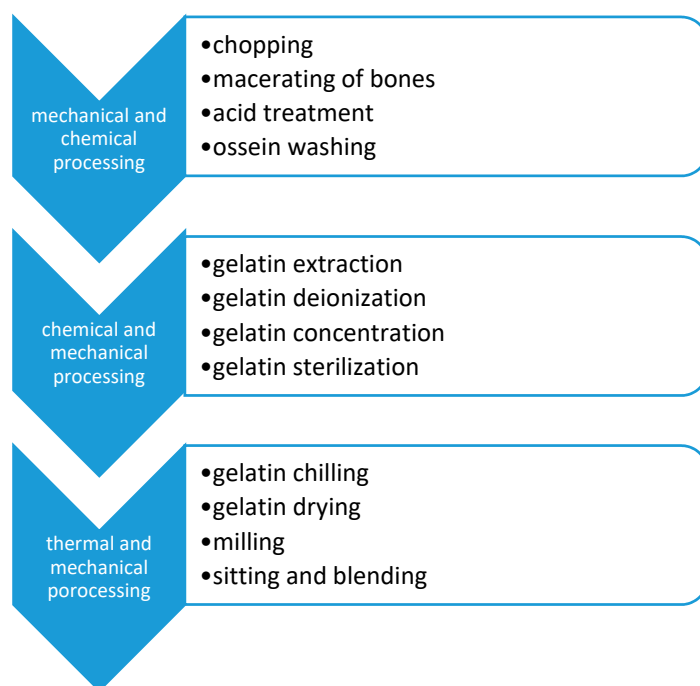 mechanical and
chemical
processing
•chopping
•macerating of bones
•acid treatment
•ossein washing
chemical and
mechanical
processing
•gelatin extraction
•gelatin deionization
•gelatin concentration
•gelatin sterilization
thermal and
mechanical
porocessing
•gelatin chilling
•gelatin drying
•milling
•sitting and blending